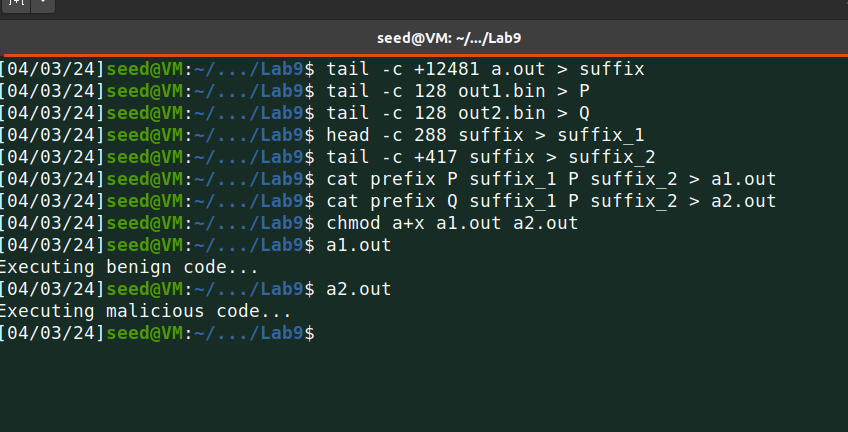 seed@VM: ~/.../Lab9
[04/03/24]seed@VM:~/.../Lab9$ tail -c +12481 a.out > suffix
[04/03/24]seed@VM:~/.../Lab9$ tail -c 128 out1.bin > P
[04/03/24]seed@VM:~/.../Lab9$ tail -c 128 out2.bin > Q
[04/03/24]seed@VM:~/.../Lab9$ head -c 288 suffix > suffix_1
[04/03/24]seed@VM:~/.../Lab9$ tail -c +417 suffix > suffix_2
[04/03/24]seed@VM:~/.../Lab9$ cat prefix P suffix_1 P suffix_2 > a1.out
[04/03/24]seed@VM:~/.../Lab9$ cat prefix Q suffix_1 P suffix_2 > a2.out
[04/03/24]seed@VM:~/.../Lab9$ chmod a+x a1.out a2.out
[04/03/24]seed@VM:~/.../Lab9$ a1.out
Executing benign code...
[04/03/24]seed@VM:~/.../Lab9$ a2.out
Executing malicious code...
[04/03/24]seed@VM:~/.../Lab9$